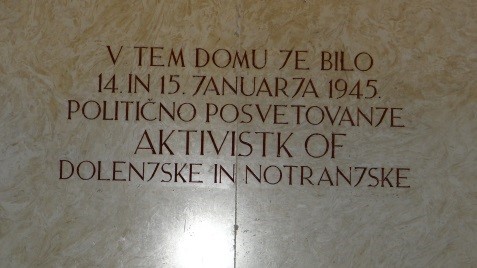 V TEM DOMU JE BILO
14. IN 15. JANUARJA 1945.
POLITIČNO POSVETOVANJE
AKTIVISTK OF
DOLENJSKE IN NOTRANJSKE